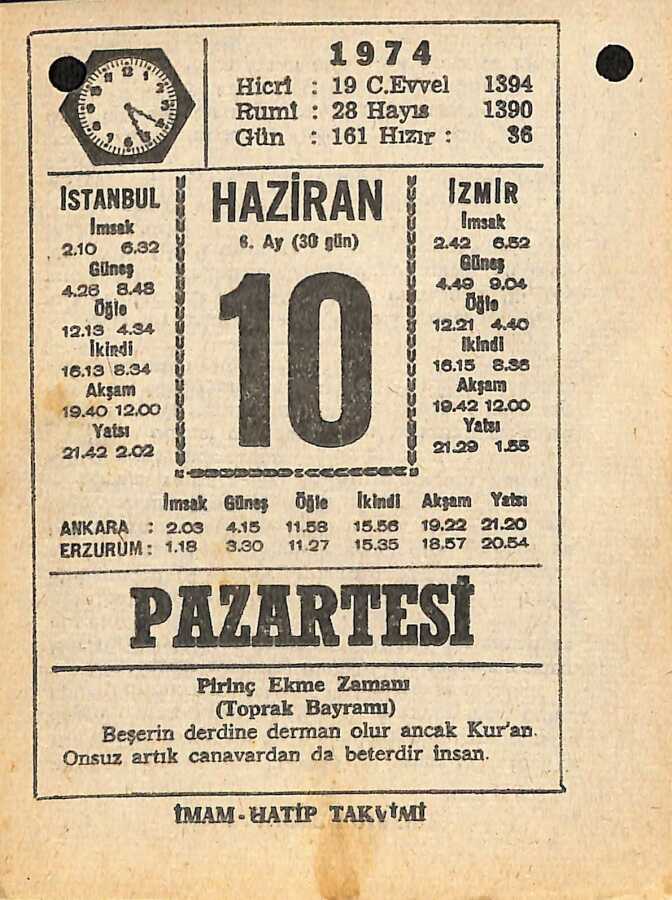 1974
Hicrî : 19 C.Evvel 1394
Rumî : 28 Hayıs 1390
Gün : 161 Hızır : 36
İSTANBUL
İmsak
2.10 6.32
Güneş
4.26 8.48
Öğle
12.13 4.34
İkindi
16.13 8.34
Akşam
19.40 12.00
Yatsı
21.42 2.02
HAZİRAN
6. Ay (30 gün)
10
İZMİR
İmsak
2.42 6.52
Güneş
4.49 9.04
Öğle
12.21 4.40
İkindi
16.15 8.36
Akşam
19.42 12.00
Yatsı
21.29 1.55
İmsak Güneş Öğle İkindi Akşam Yatsı
ANKARA : 2.03 4.15 11.58 15.56 19.22 21.20
ERZURUM : 1.18 3.30 11.27 15.35 18.57 20.54
PAZARTESİ
Pirinç Ekme Zamanı
(Toprak Bayramı)
Beşerin derdine derman olur ancak Kur'an.
Onsuz artık canavardan da beterdir insan.
İMAM - HATİP TAKVİMİ